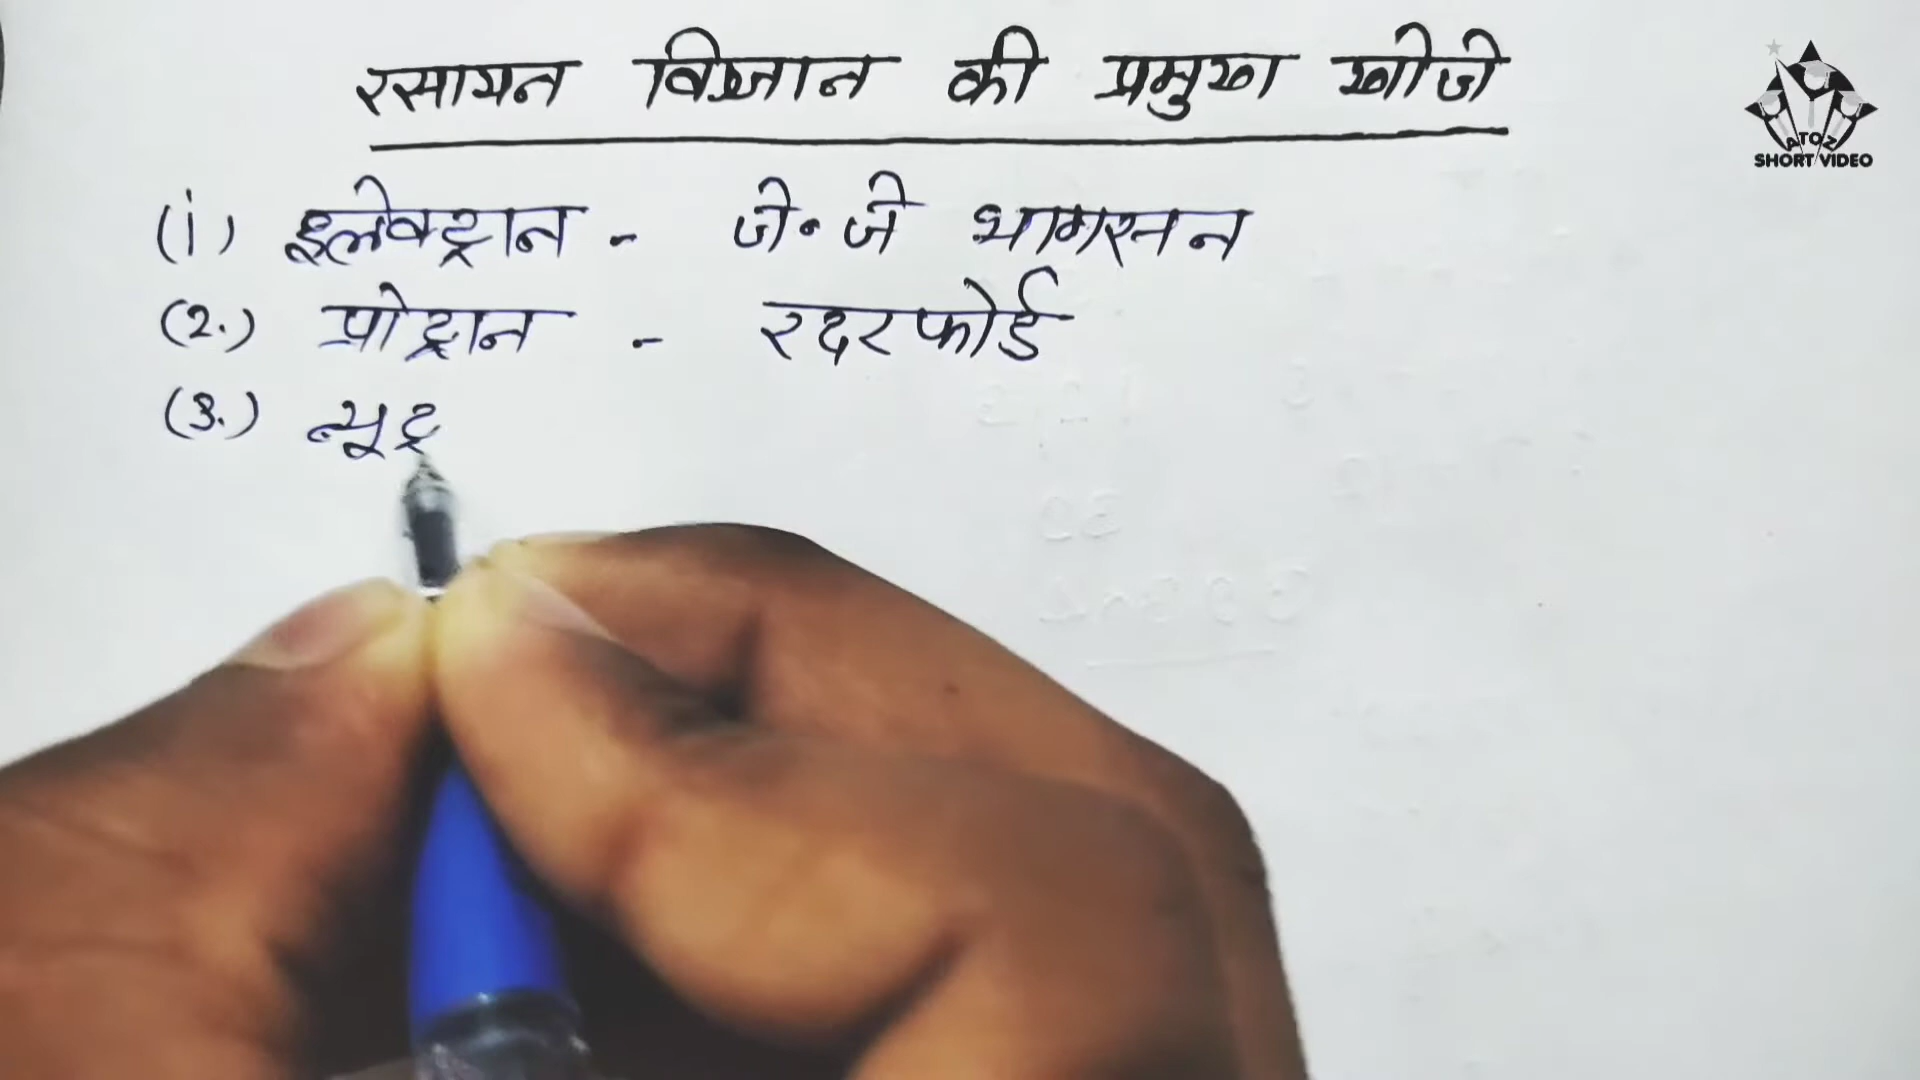 रसायन विज्ञान की प्रमुख खोजे
(1) इलेक्ट्रान - जे. जे थामसन
(2.) प्रोट्रान - रदरफोर्ड
(3.) न्यूट्र
ATOZ
SHORT VIDEO